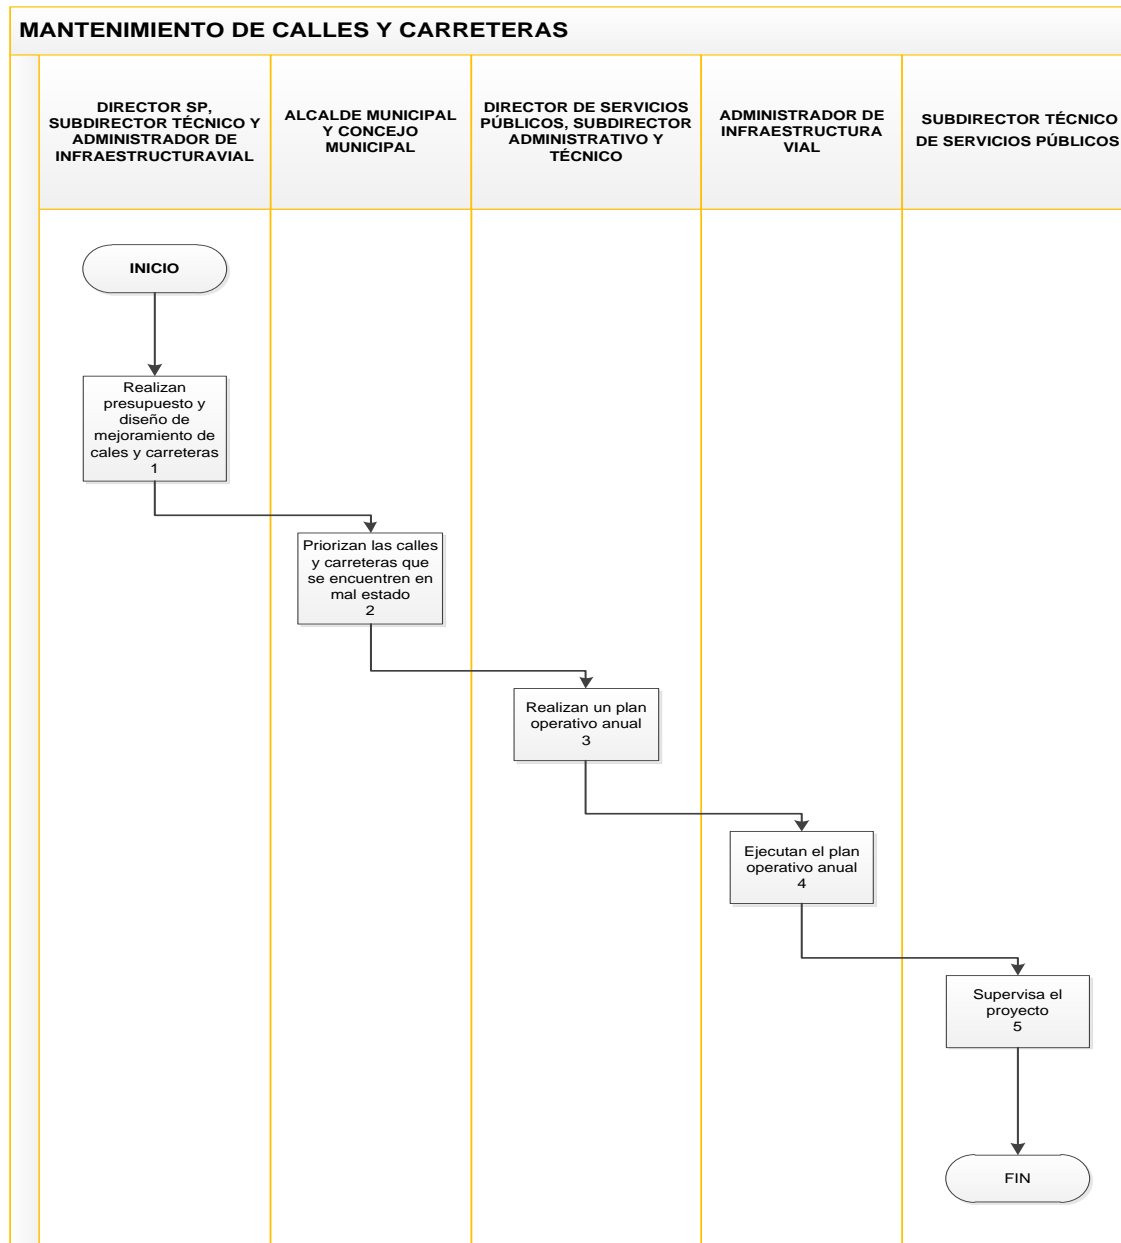 MANTENIMIENTO DE CALLES Y CARRETERAS
DIRECTOR SP,
SUBDIRECTOR TÉCNICO Y
ADMINISTRADOR DE
INFRAESTRUCTURAVIAL
ALCALDE MUNICIPAL
Y CONCEJO
MUNICIPAL
DIRECTOR DE SERVICIOS
PÚBLICOS, SUBDIRECTOR
ADMINISTRATIVO Y
TÉCNICO
ADMINISTRADOR DE
INFRAESTRUCTURA
VIAL
SUBDIRECTOR TÉCNICO
DE SERVICIOS PÚBLICOS
INICIO
Realizan
presupuesto y
diseño de
mejoramiento de
cales y carreteras
1
Priorizan las calles
y carreteras que
se encuentren en
mal estado
2
Realizan un plan
operativo anual
3
Ejecutan el plan
operativo anual
4
Supervisa el
proyecto
5
FIN